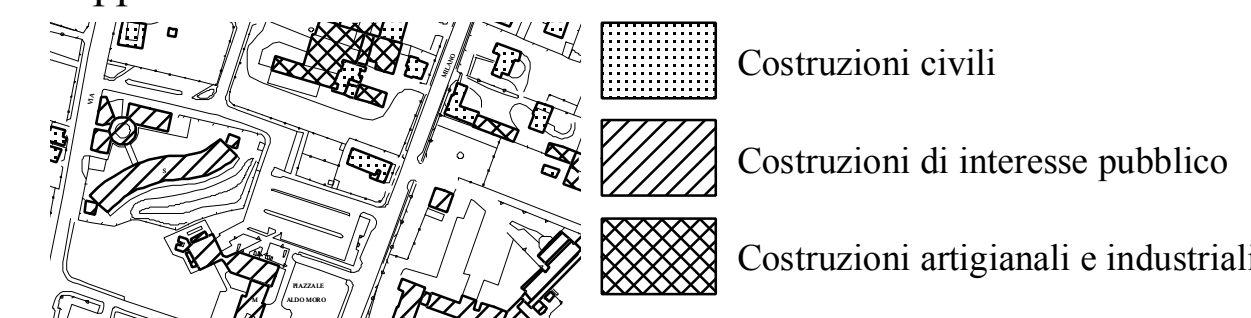 VIA
MILANO
S
PIAZZALE
ALDO MORO
M
Costruzioni civili
Costruzioni di interesse pubblico
Costruzioni artigianali e industriali